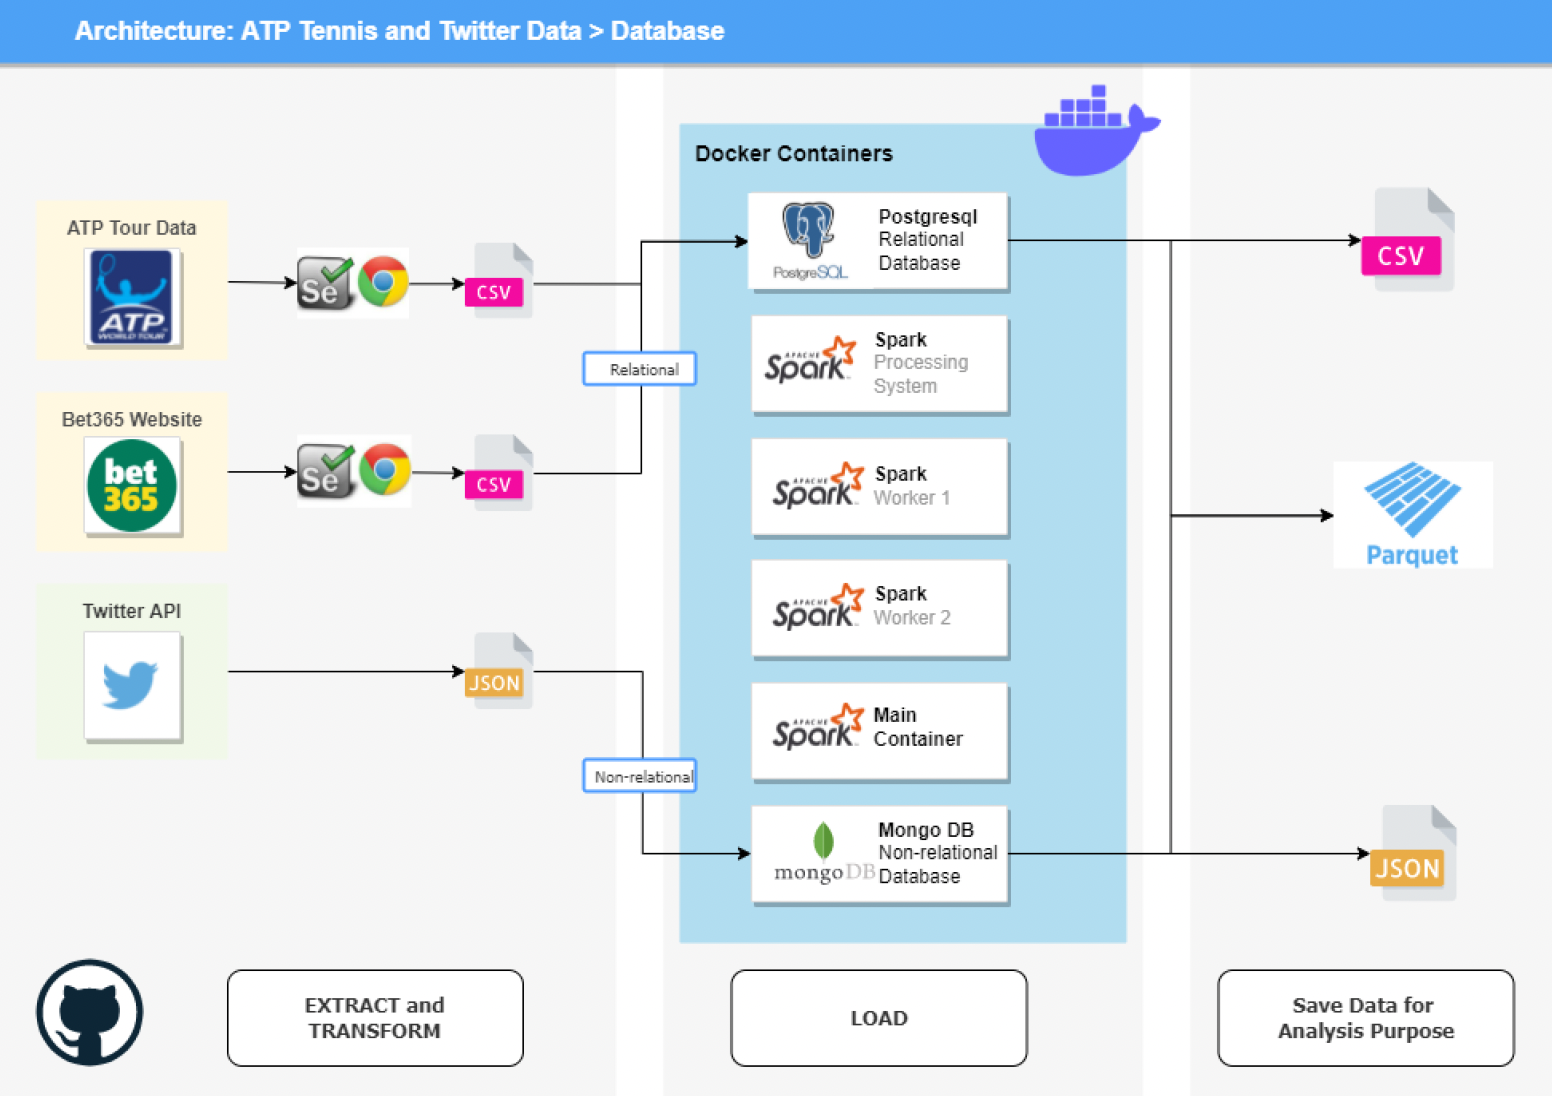 Architecture: ATP Tennis and Twitter Data > Database
Docker Containers
ATP Tour Data
ATP
WORLD TOUR
Se
CSV
Bet365 Website
bet
365
Se
CSV
Relational
Twitter API
JSON
Non-relational
PostgreSQL
Postgresql
Relational
Database
APACHE
Spark
Spark
Processing
System
APACHE
Spark
Spark
Worker 1
APACHE
Spark
Spark
Worker 2
APACHE
Spark
Main
Container
mongoDB
Mongo DB
Non-relational
Database
CSV
Parquet
JSON
EXTRACT and
TRANSFORM
LOAD
Save Data for
Analysis Purpose